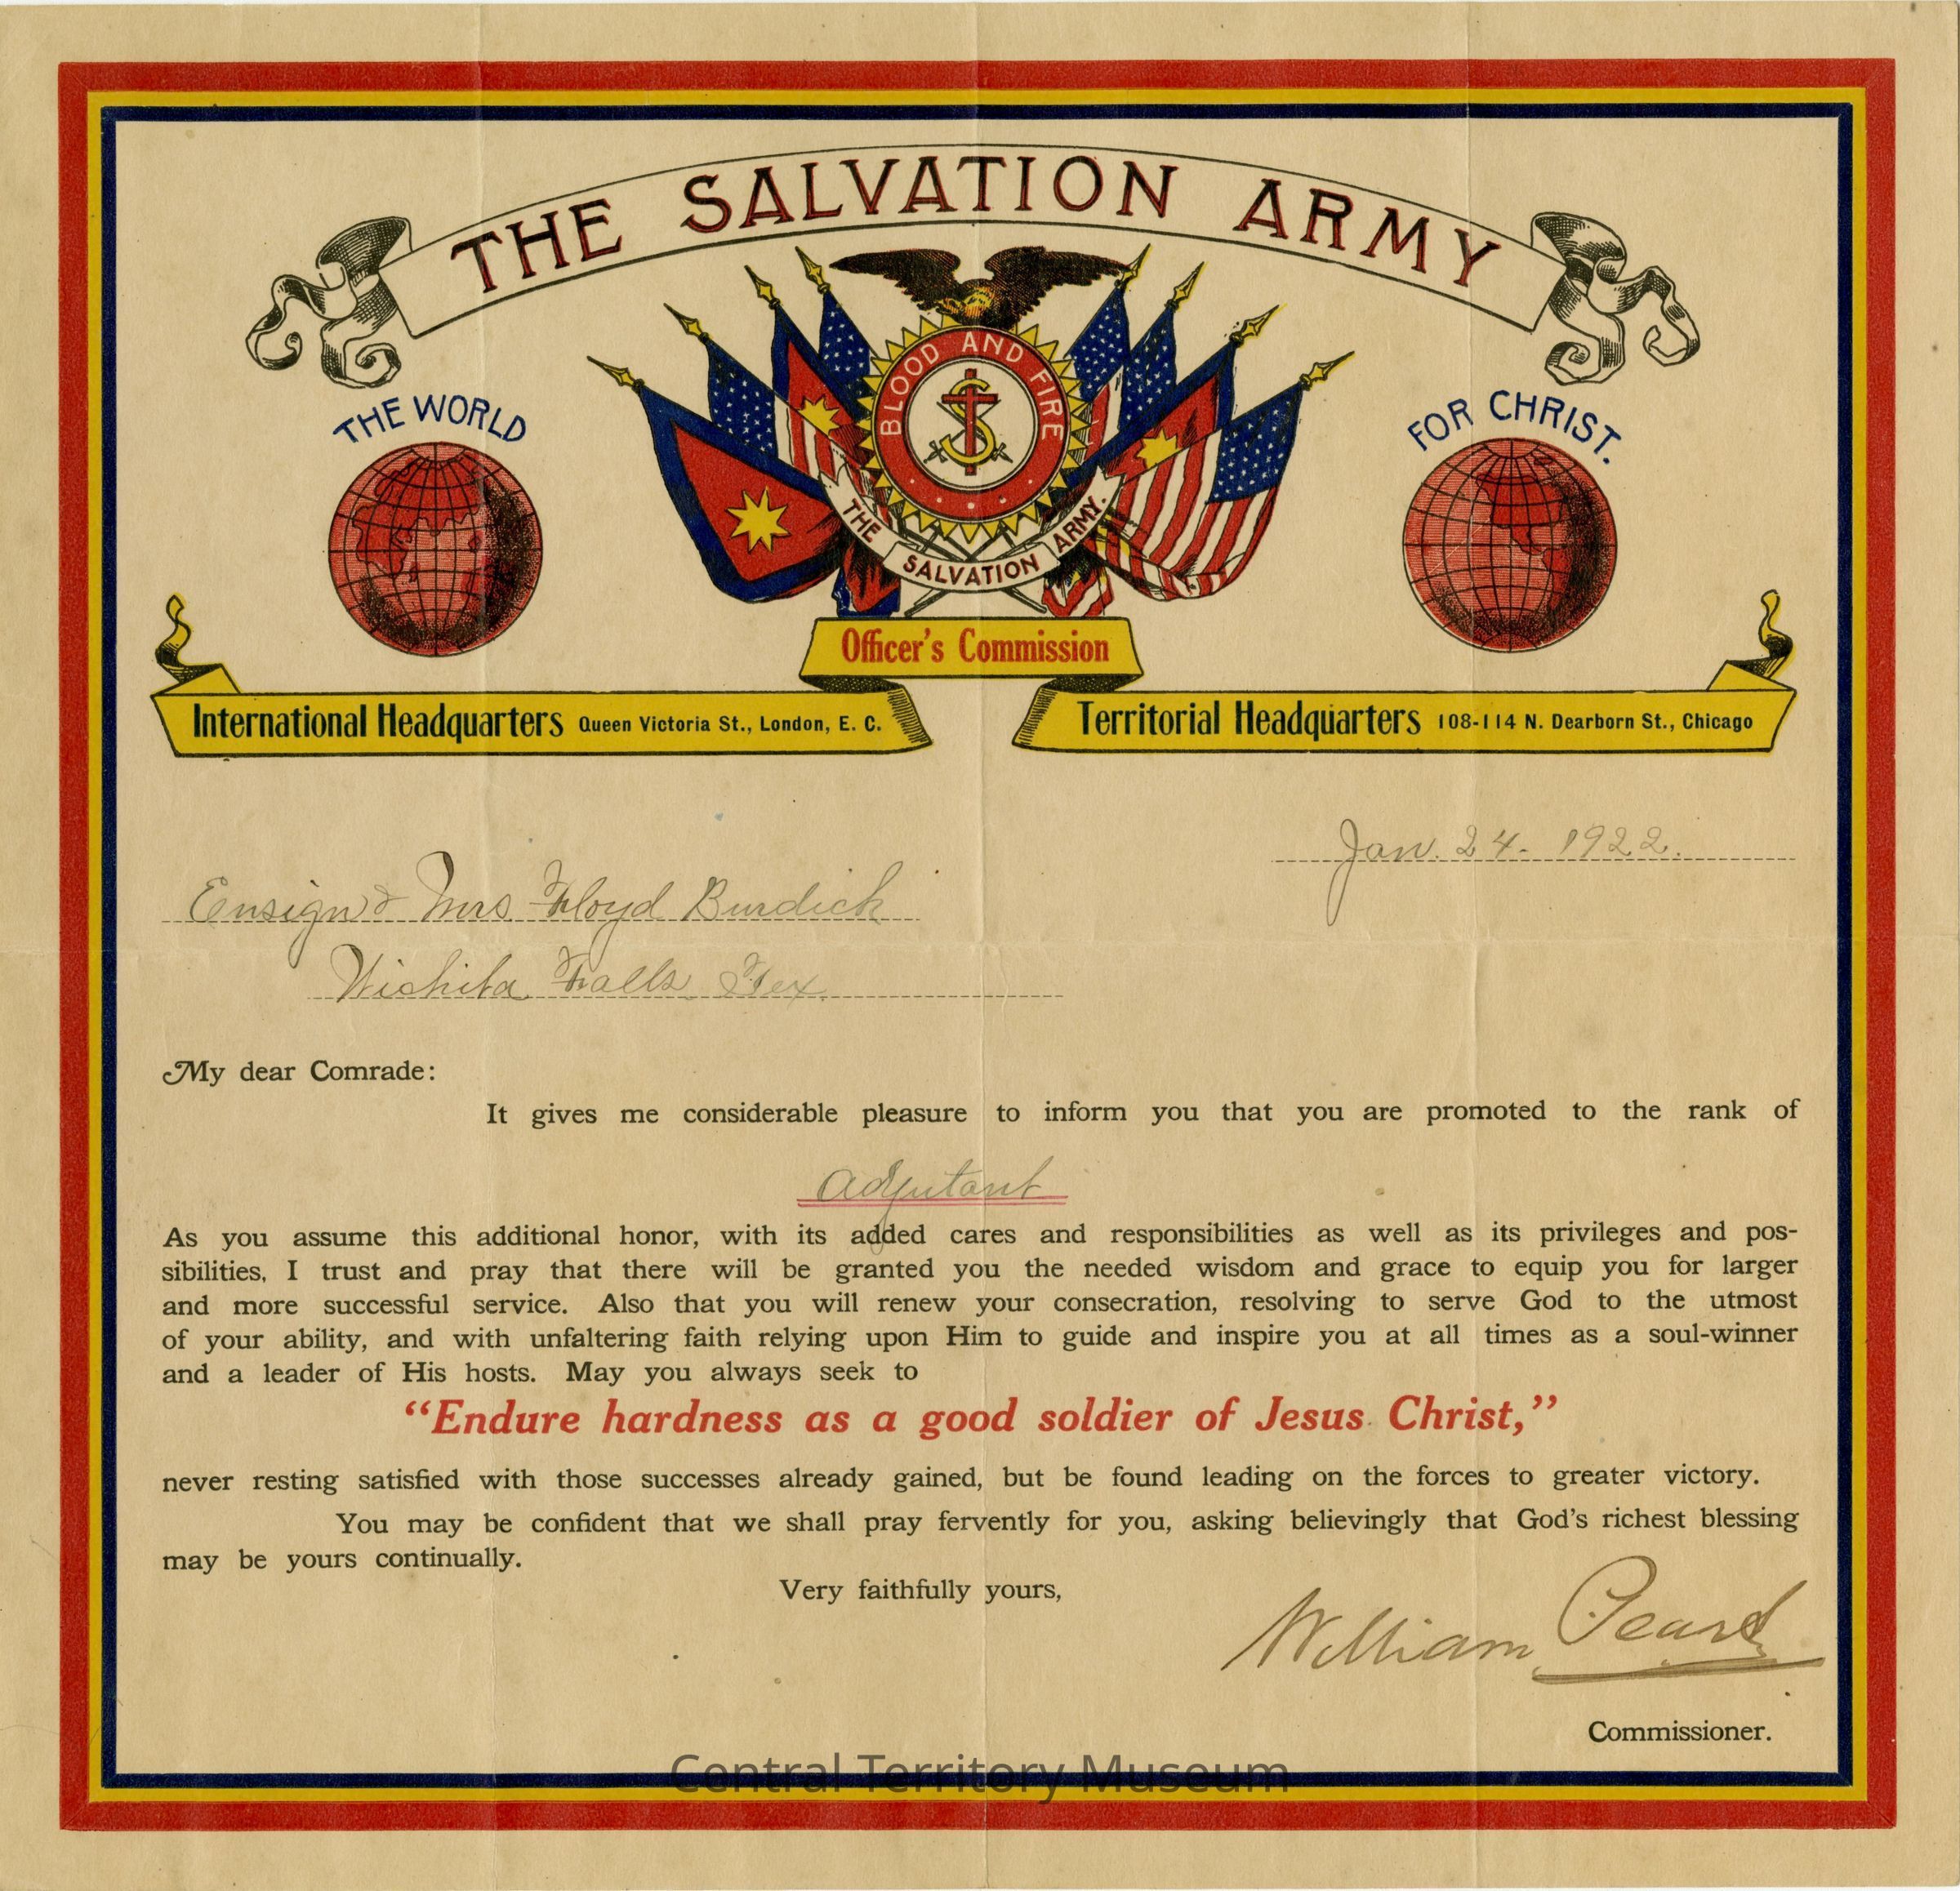 THE SALVATION ARMY
BLOOD AND FIRE
THE WORLD
FOR CHRIST.
THE SALVATION ARMY.
Officer's Commission
International Headquarters Queen Victoria St., London, E. C.
Territorial Headquarters 108-114 N. Dearborn St., Chicago
Jan. 24. 1922.
Ensign & Mrs Floyd Burdick
Wichita Falls Tex.
My dear Comrade:
It gives me considerable pleasure to inform you that you are promoted to the rank of
Adjutant
As you assume this additional honor, with its added cares and responsibilities as well as its privileges and pos-
sibilities, I trust and pray that there will be granted you the needed wisdom and grace to equip you for larger
and more successful service. Also that you will renew your consecration, resolving to serve God to the utmost
of your ability, and with unfaltering faith relying upon Him to guide and inspire you at all times as a soul-winner
and a leader of His hosts. May you always seek to
“Endure hardness as a good soldier of Jesus Christ,”
never resting satisfied with those successes already gained, but be found leading on the forces to greater victory.
You may be confident that we shall pray fervently for you, asking believingly that God's richest blessing
may be yours continually.
Very faithfully yours,
William Peart
Commissioner.
Central Territory Museum